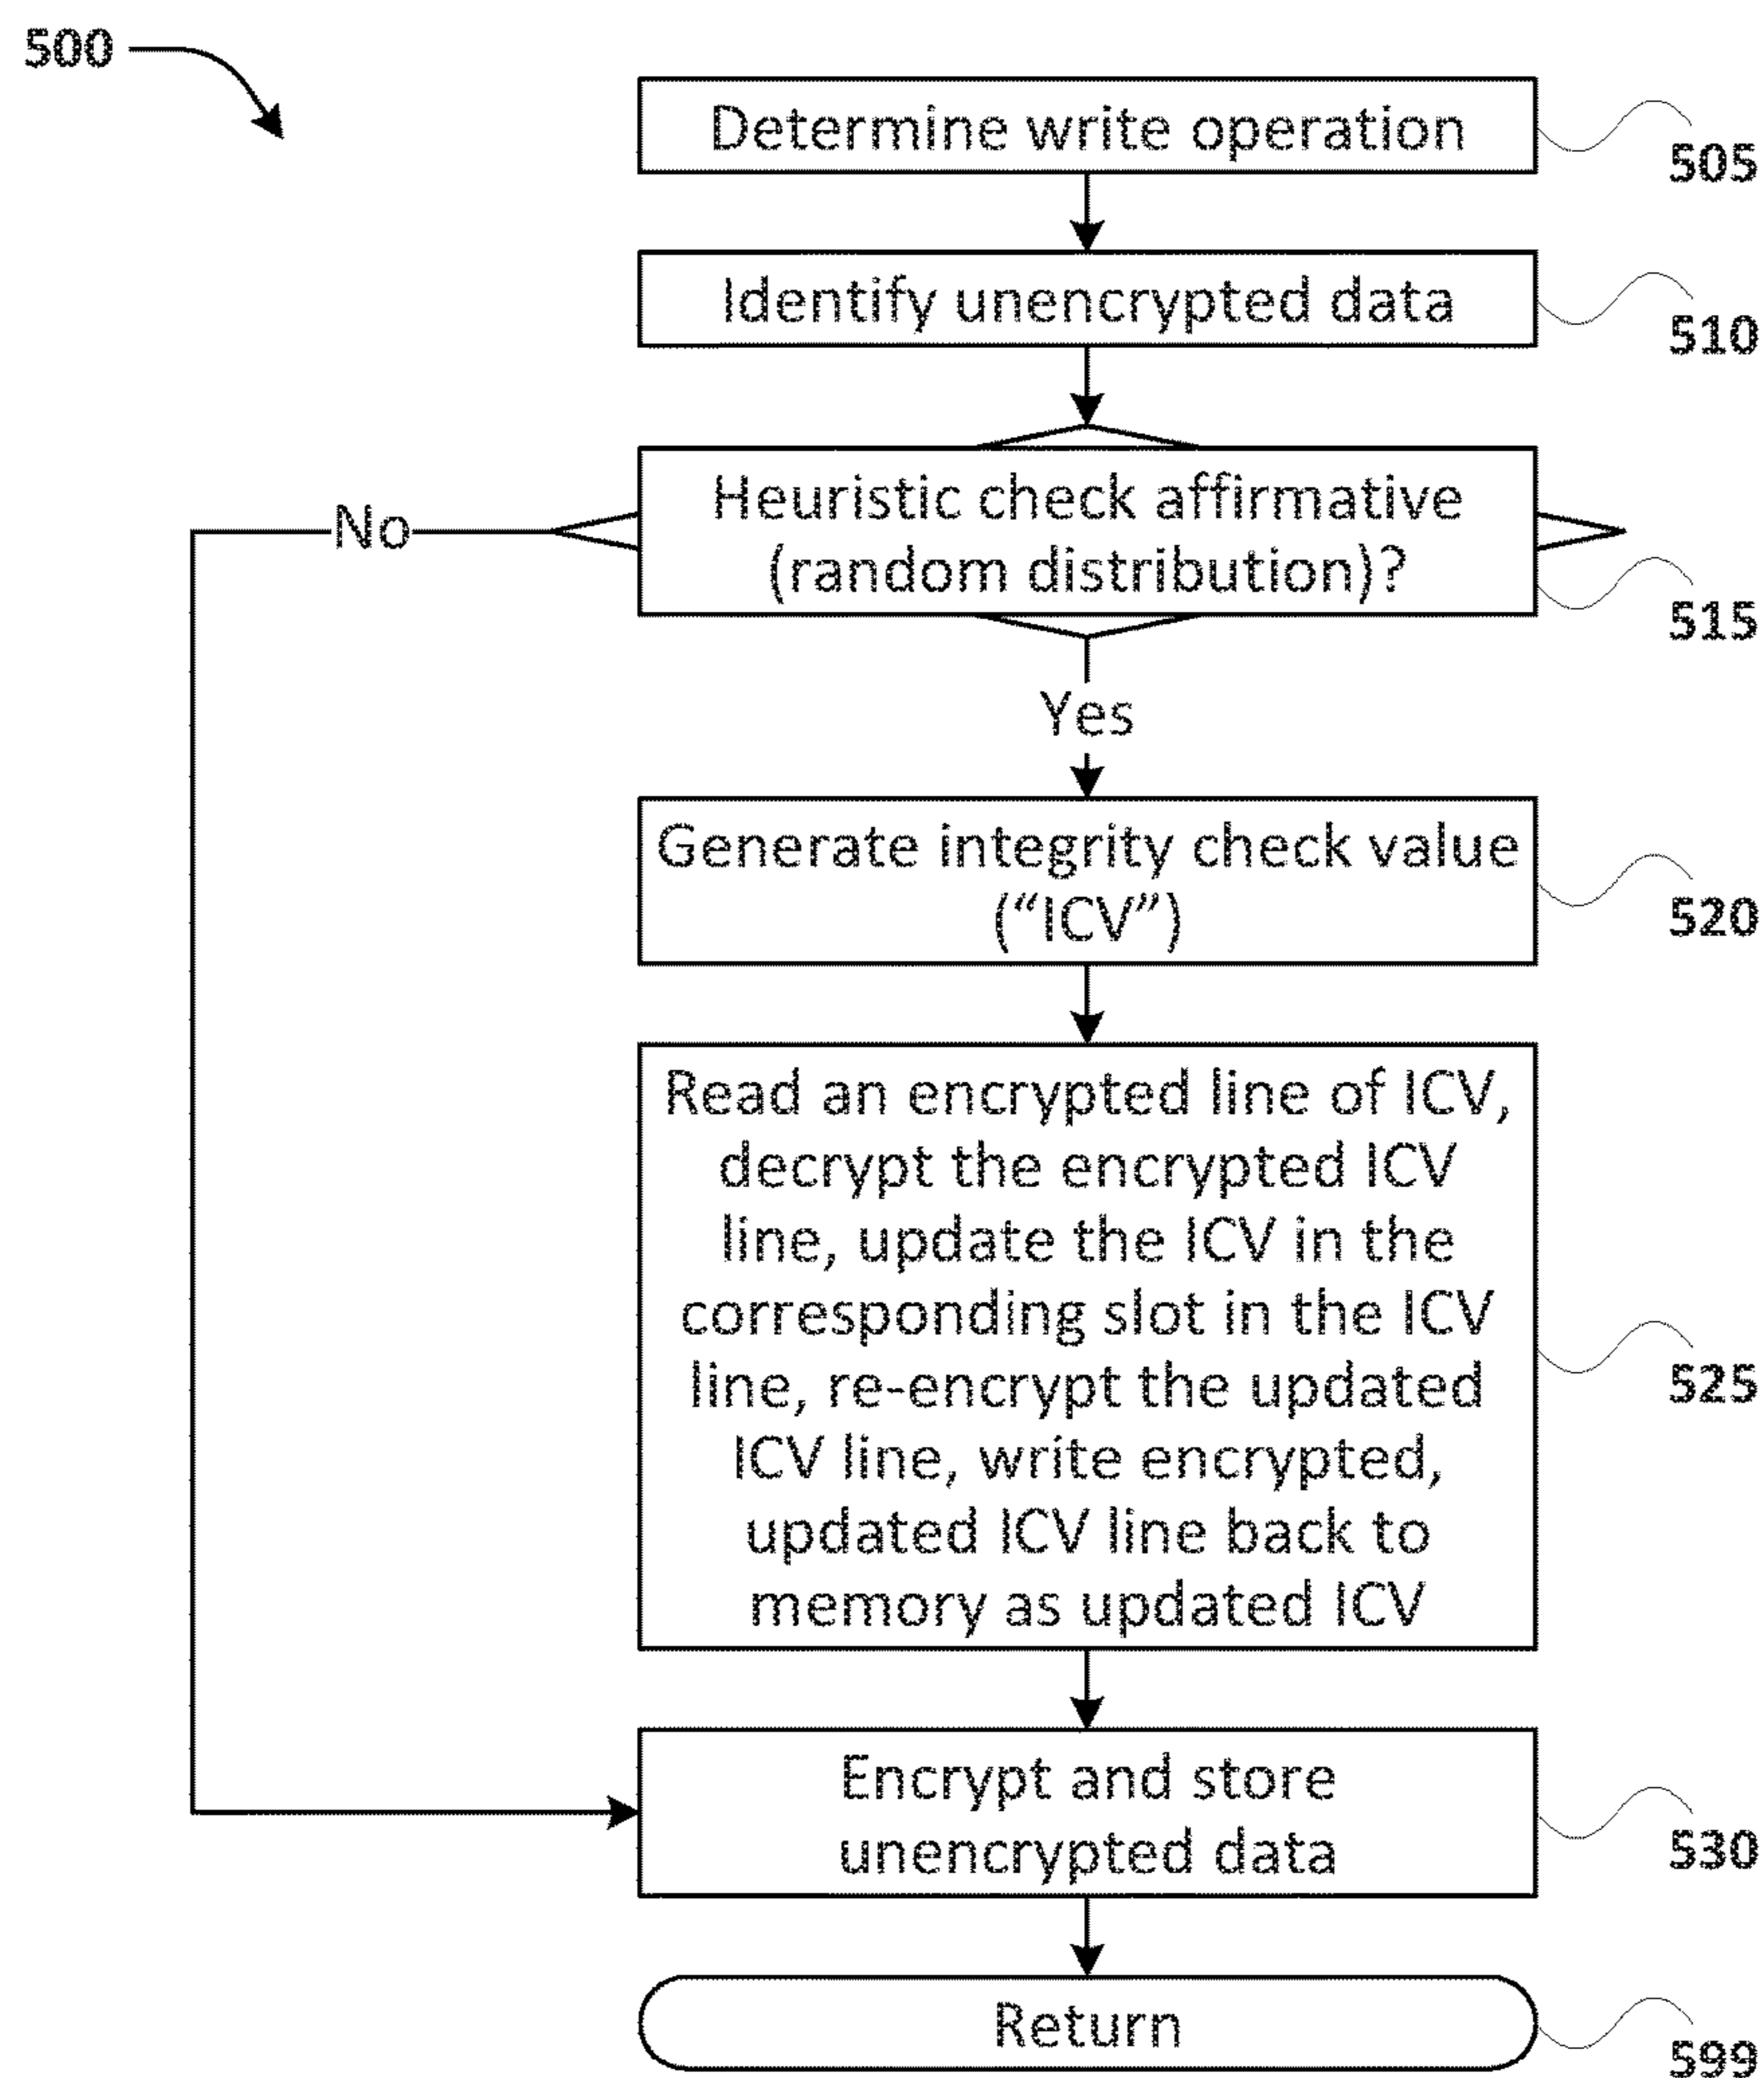 500
Determine write operation
505
Identify unencrypted data
510
Heuristic check affirmative
(random distribution)?
515
No
Yes
Generate integrity check value
(“ICV”)
520
Read an encrypted line of ICV,
decrypt the encrypted ICV
line, update the ICV in the
corresponding slot in the ICV
line, re-encrypt the updated
ICV line, write encrypted,
updated ICV line back to
memory as updated ICV
525
Encrypt and store
unencrypted data
530
Return
599